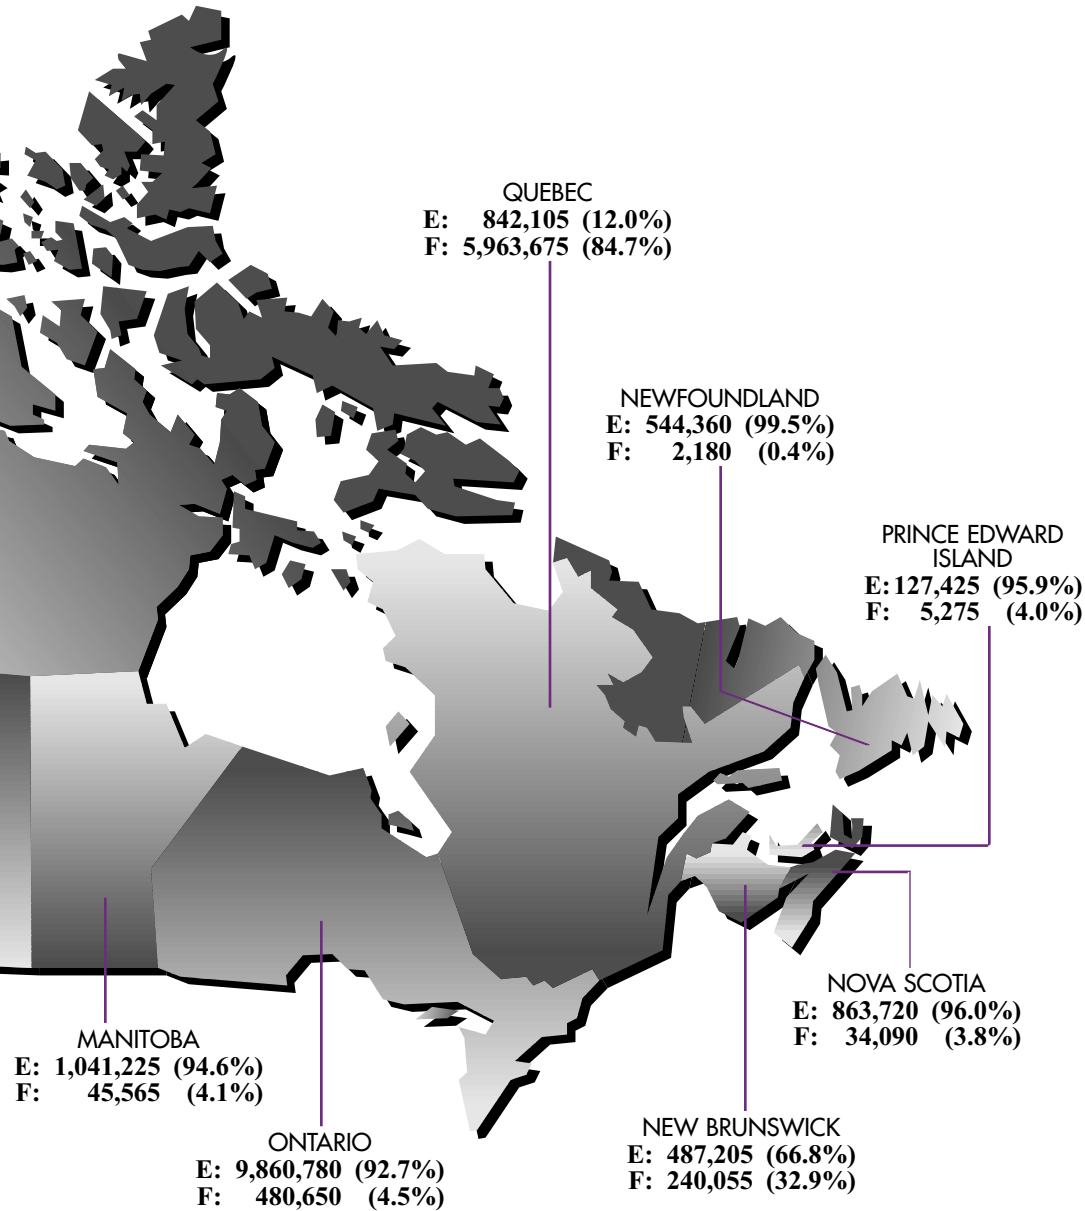 QUEBEC
E: 842,105 (12.0%)
F: 5,963,675 (84.7%)
NEWFOUNDLAND
E: 544,360 (99.5%)
F: 2,180 (0.4%)
PRINCE EDWARD
ISLAND
E: 127,425 (95.9%)
F: 5,275 (4.0%)
NOVA SCOTIA
E: 863,720 (96.0%)
F: 34,090 (3.8%)
MANITOBA
E: 1,041,225 (94.6%)
F: 45,565 (4.1%)
NEW BRUNSWICK
E: 487,205 (66.8%)
F: 240,055 (32.9%)
ONTARIO
E: 9,860,780 (92.7%)
F: 480,650 (4.5%)